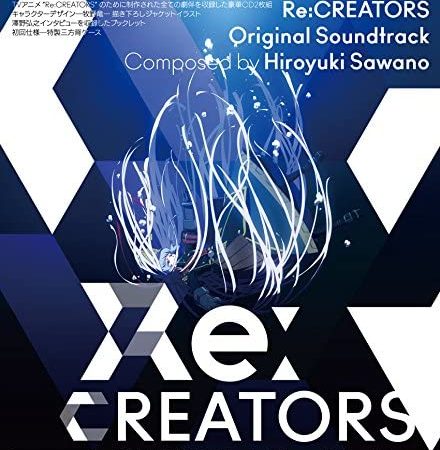 TVアニメ "Re:CREATORS" のために制作された全ての劇伴を収録した豪華CD2枚組
キャラクターデザイン―牧野竜一 描き下ろしジャケットイラスト
澤野弘之インタビューを収録したブックレット
初回仕様―特製三方背ケース
Re:CREATORS
Original Soundtrack
Composed by Hiroyuki Sawano
Re:
CREATORS